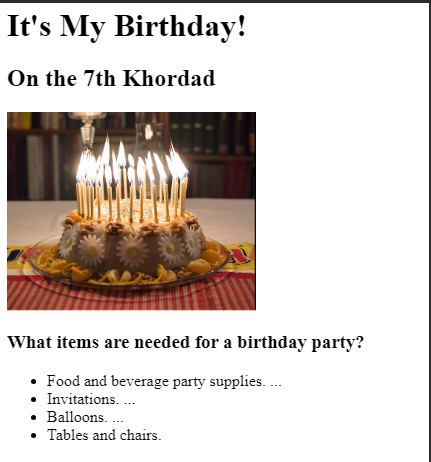 It's My Birthday!
On the 7th Khordad
What items are needed for a birthday party?
Food and beverage party supplies. ...
Invitations. ...
Balloons. ...
Tables and chairs.